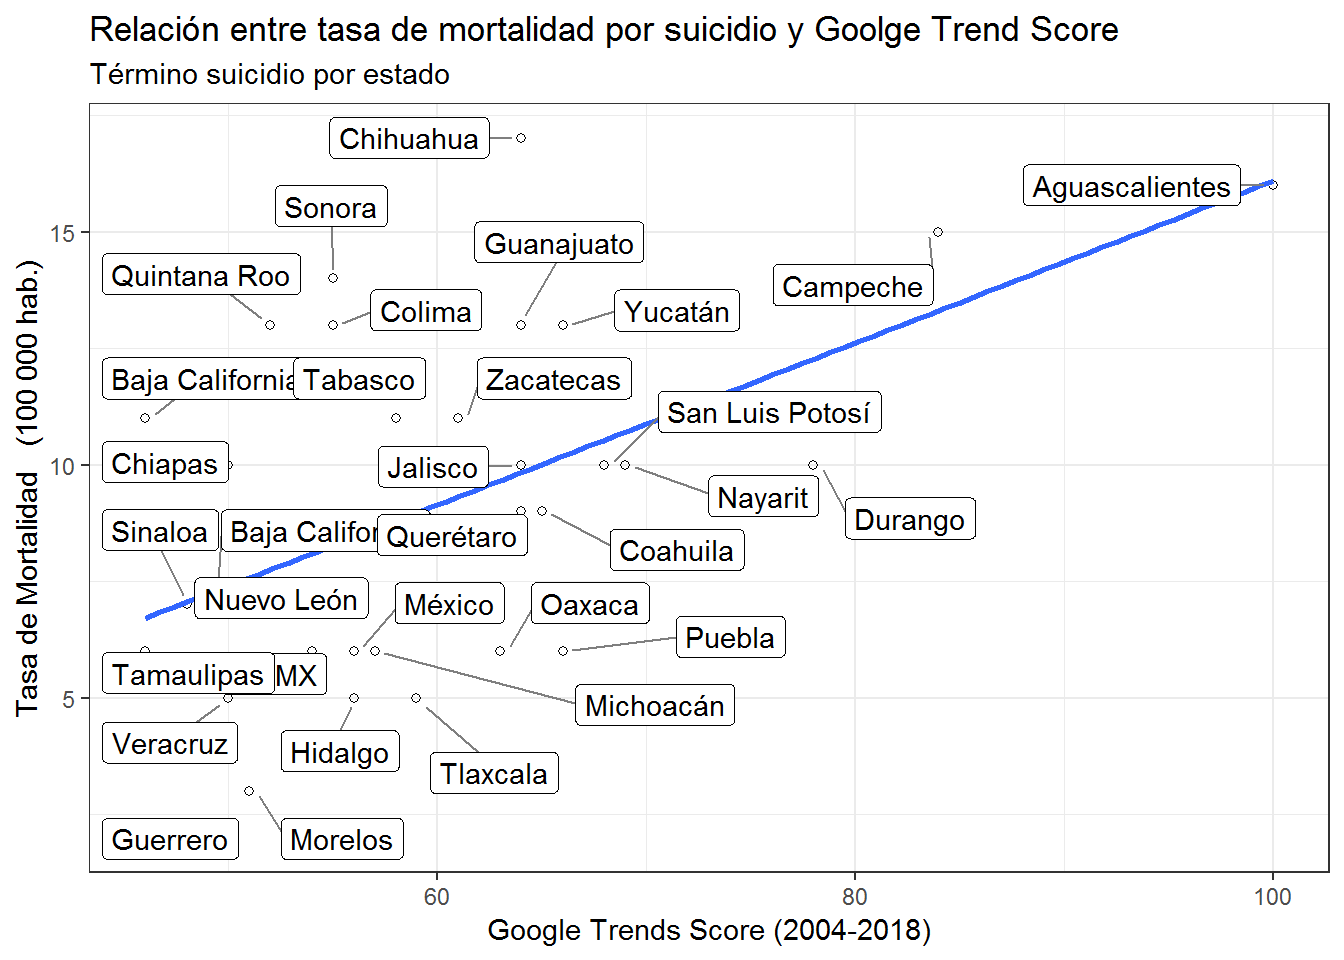 Relación entre tasa de mortalidad por suicidio y Goolge Trend Score
Término suicidio por estado
Tasa de Mortalidad (100 000 hab.)
15
10
5
Chihuahua
Aguascalientes
Sonora
Guanajuato
Quintana Roo
Campeche
Colima
Yucatán
Baja California
Tabasco
Zacatecas
San Luis Potosí
Chiapas
Jalisco
Nayarit
Durango
Sinaloa
Baja Califor
Querétaro
Coahuila
Nuevo León
México
Oaxaca
Puebla
Tamaulipas
MX
Michoacán
Veracruz
Hidalgo
Tlaxcala
Guerrero
Morelos
60
80
100
Google Trends Score (2004-2018)